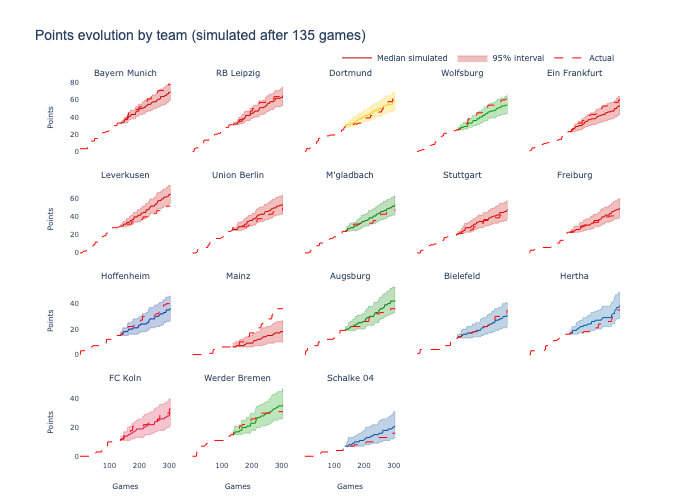 Points evolution by team (simulated after 135 games)
Median simulated 95% interval Actual
Bayern Munich RB Leipzig Dortmund Wolfsburg Ein Frankfurt
80
60
40
20
0
Points
Leverkusen Union Berlin M'gladbach Stuttgart Freiburg
60
40
20
0
Points
Hoffenheim Mainz Augsburg Bielefeld Hertha
40
20
0
Points
FC Koln Werder Bremen Schalke 04
40
20
0
Points
100 200 300 100 200 300 100 200 300
Games Games Games